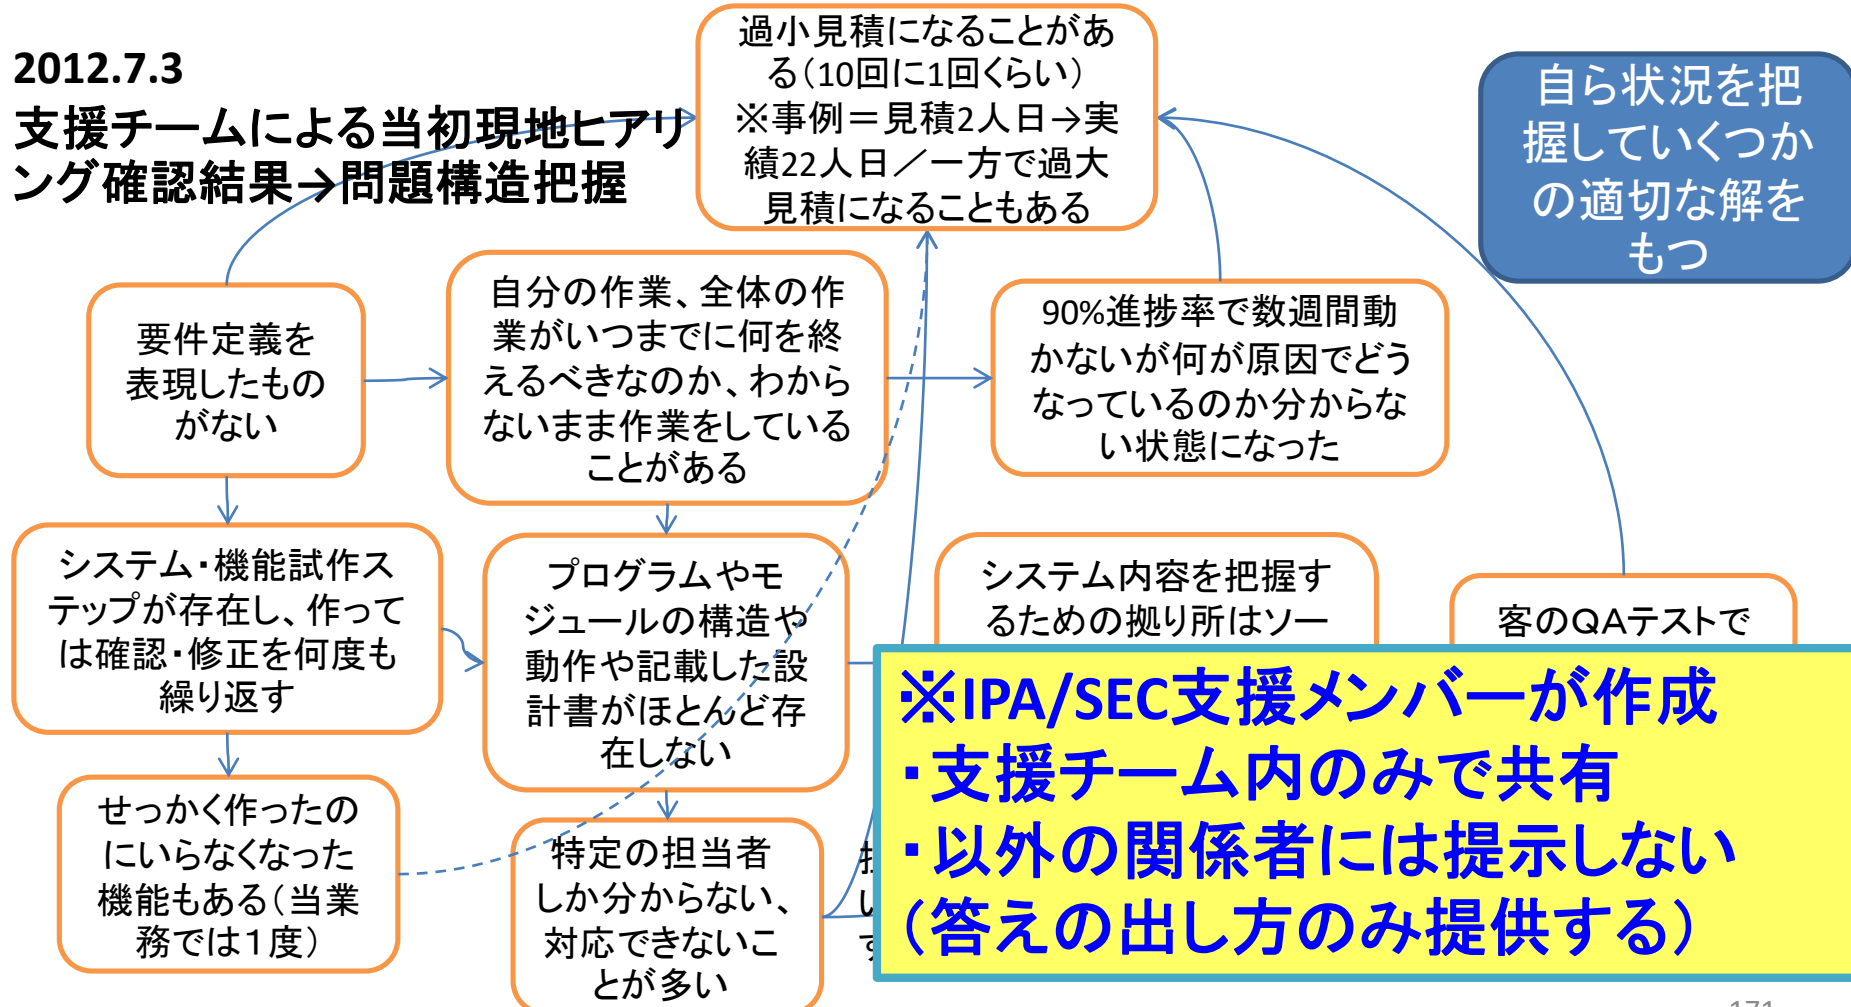 2012.7.3
支援チームによる当初現地ヒアリ
ング確認結果→問題構造把握
過小見積になることがあ
る（10回に1回くらい）
※事例＝見積2人日→実
績22人日／一方で過大
見積になることもある
自ら状況を把
握していくつか
の適切な解を
もつ
要件定義を
表現したもの
がない
自分の作業、全体の作
業がいつまでに何を終
えるべきなのか、わから
ないまま作業をしている
ことがある
90%進捗率で数週間動
かないが何が原因でどう
なっているのか分からな
い状態になった
システム・機能試作ス
テップが存在し、作って
は確認・修正を何度も
繰り返す
プログラムやモ
ジュールの構造や
動作や記載した設
計書がほとんど存
在しない
システム内容を把握す
るための拠り所はソー
客のQAテストで
せっかく作ったの
にいらなくなった
機能もある（当業
務では１度）
特定の担当者
しか分からない、
対応できないこ
とが多い
い
※IPA/SEC支援メンバーが作成
・支援チーム内のみで共有
・以外の関係者には提示しない
（答えの出し方のみ提供する）
171